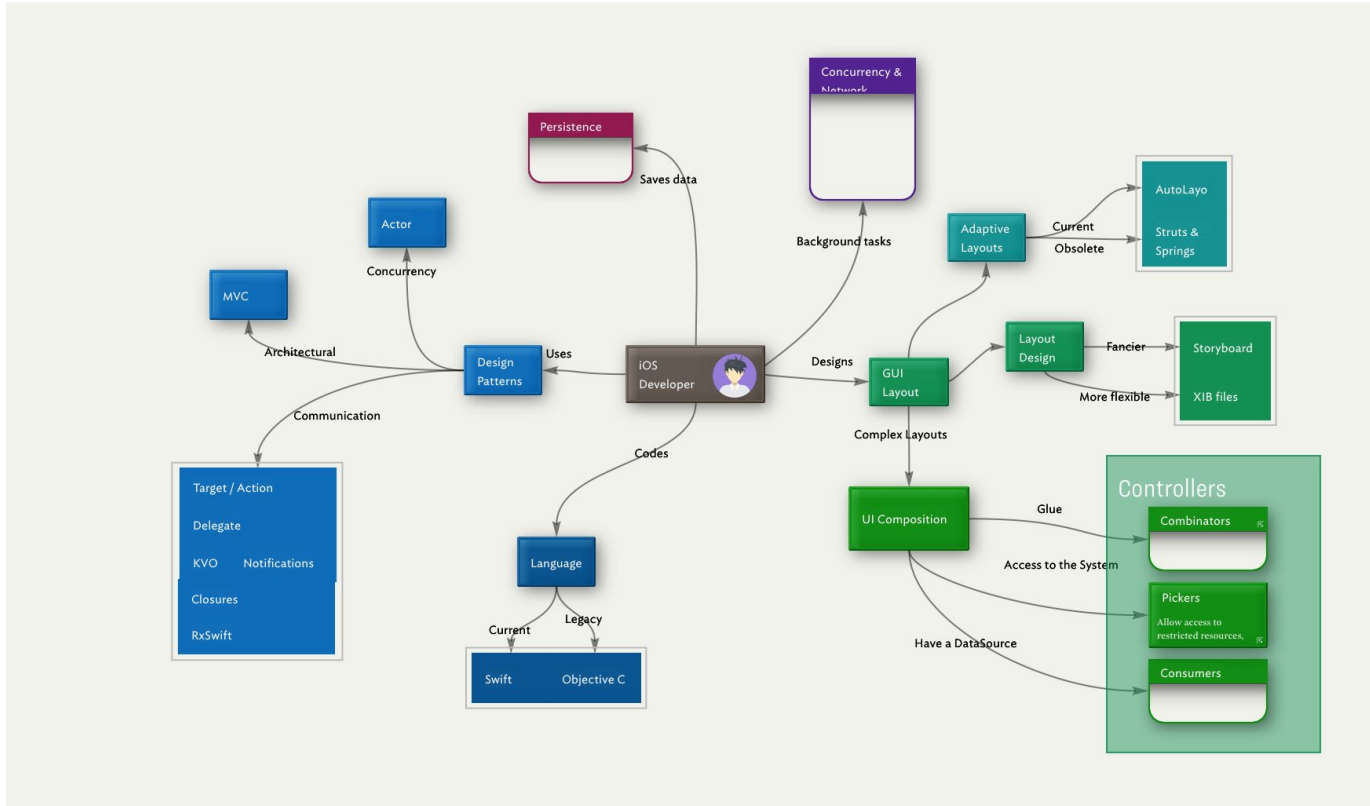 Concurrency &
Network
Persistence
Saves data
AutoLayo
Actor
Current
Adaptive
Layouts
Struts &
Springs
Background tasks
Obsolete
Concurrency
MVC
Architectural
Design
Patterns
Uses
iOS
Developer
Designs
GUI
Layout
Layout
Design
Fancier
Storyboard
More flexible
XIB files
Communication
Complex Layouts
Codes
Target / Action
Delegate
KVO
Notifications
Closures
RxSwift
Language
Current
Legacy
Swift
Objective C
UI Composition
Glue
Access to the System
Have a DataSource
Controllers
Combinators
Pickers
Allow access to
restricted resources,
Consumers